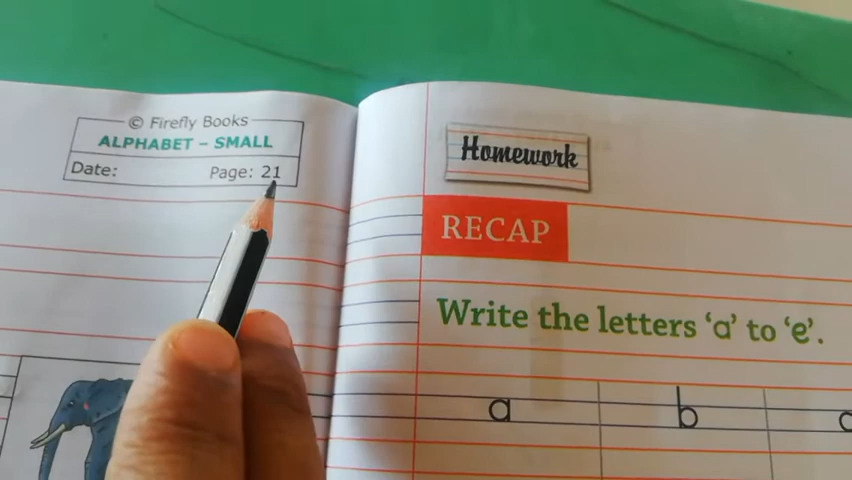 © Firefly Books
ALPHABET – SMALL
Date: Page: 21
Homework
RECAP
Write the letters ‘a’ to ‘e’.
a b